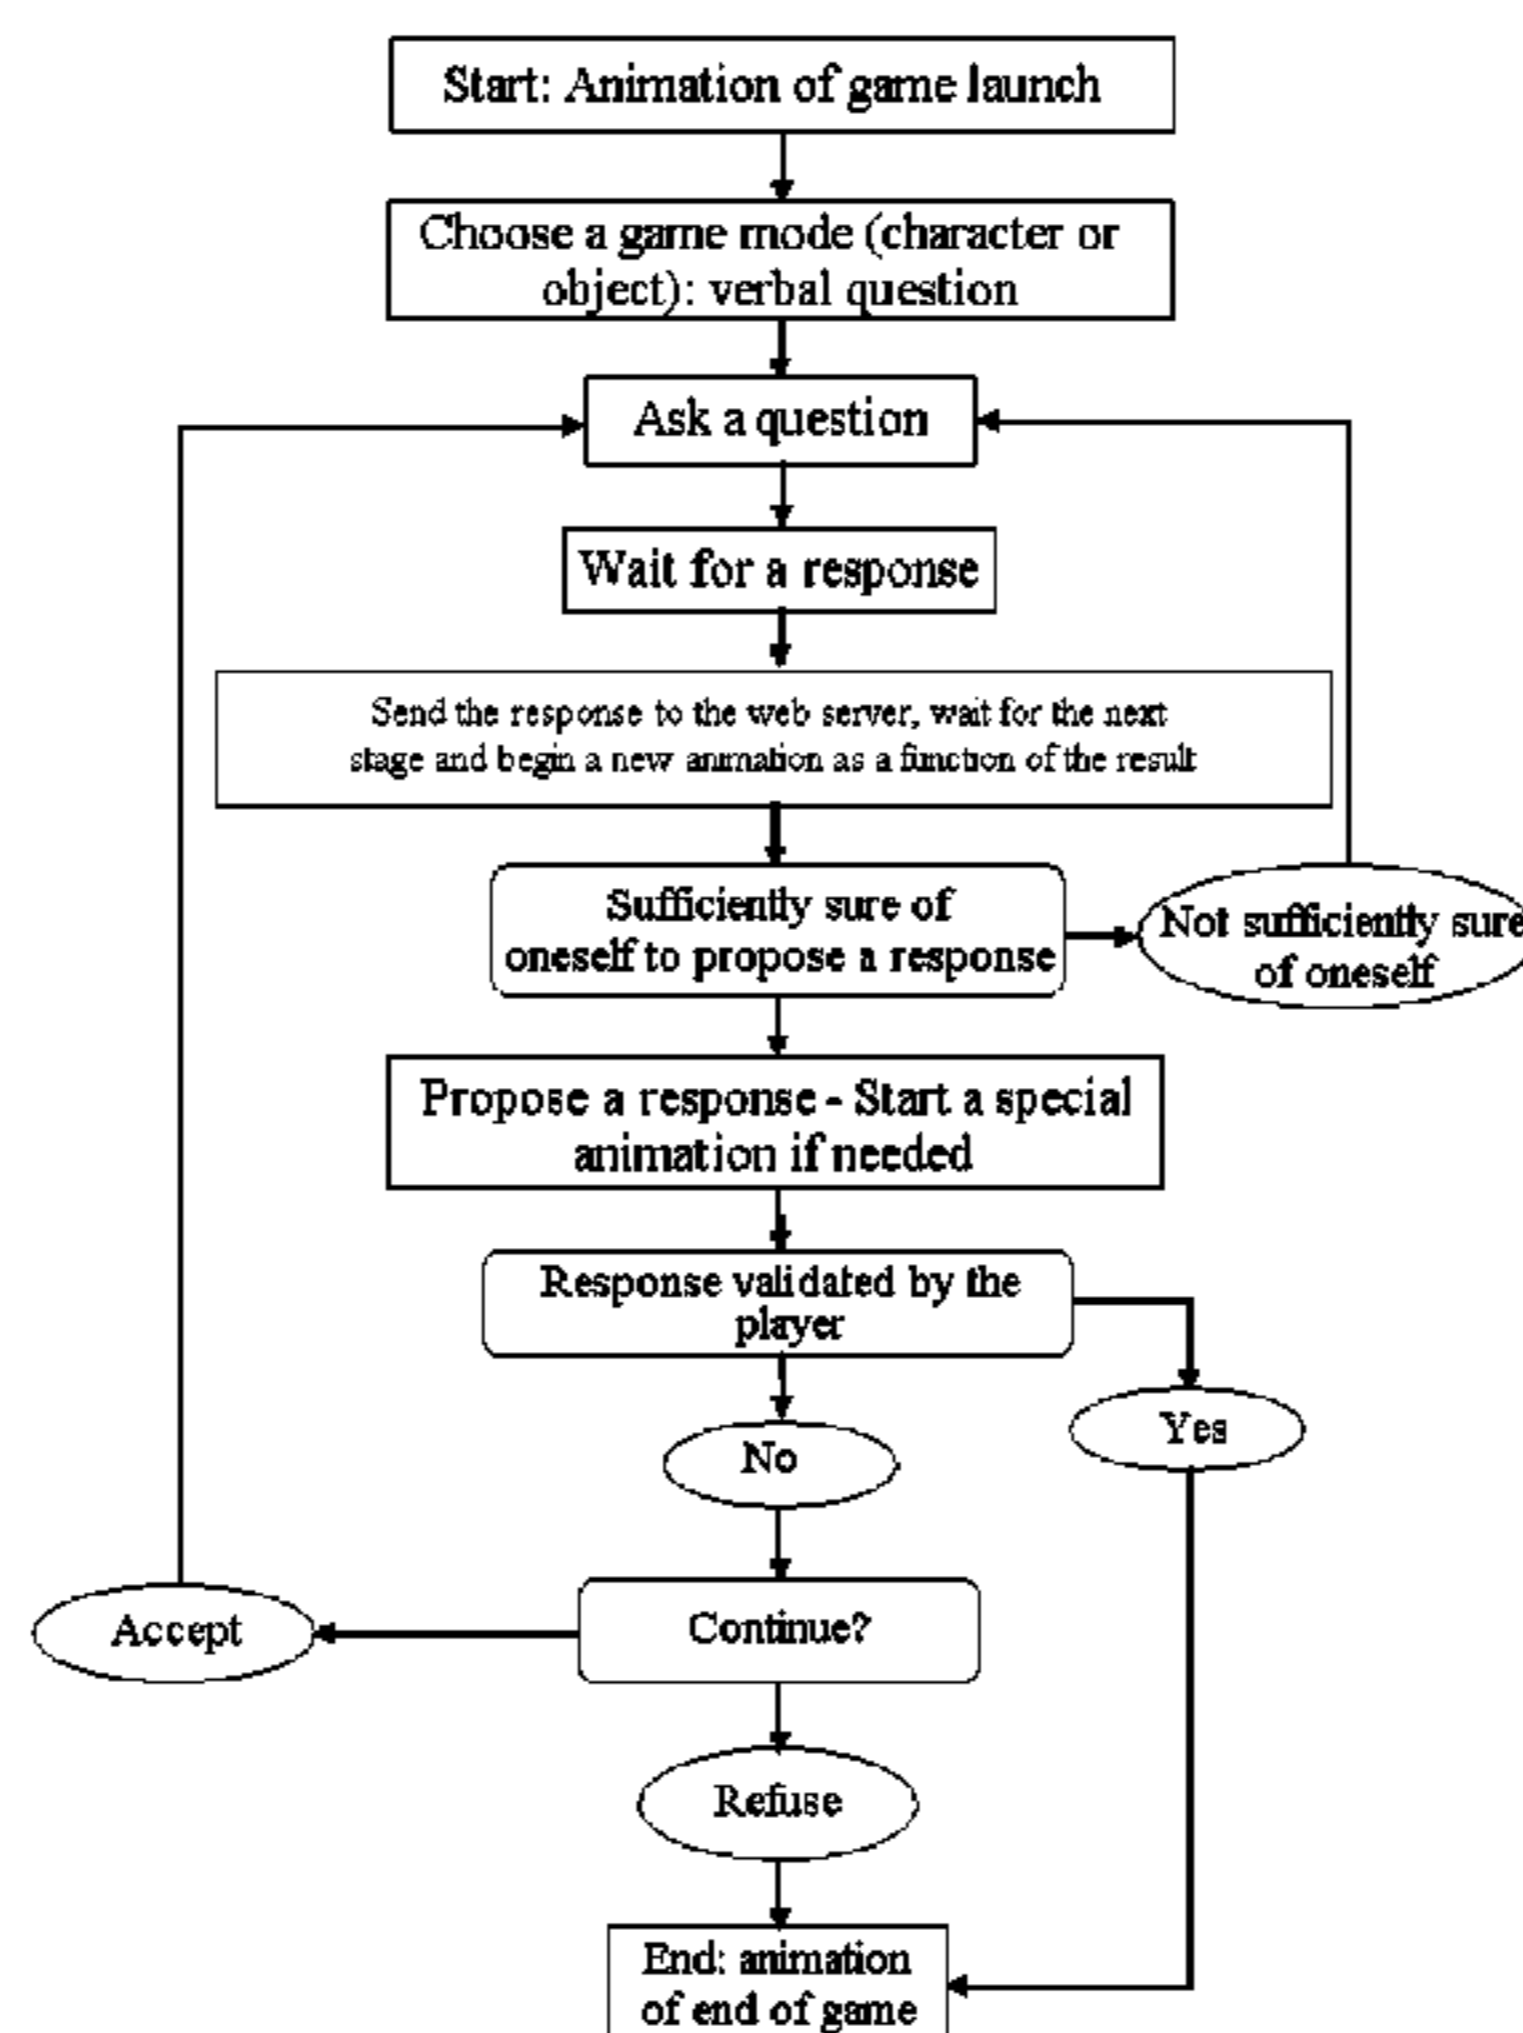 Start: Animation of game launch
Choose a game mode (character or
object): verbal question
Ask a question
Wait for a response
Send the response to the web server, wait for the next
stage and begin a new animation as a function of the result
Sufficiently sure of
oneself to propose a response
Not sufficiently sure
of oneself
Propose a response - Start a special
animation if needed
Response validated by the
player
Yes
No
Accept
Continue?
Refuse
End: animation
of end of game